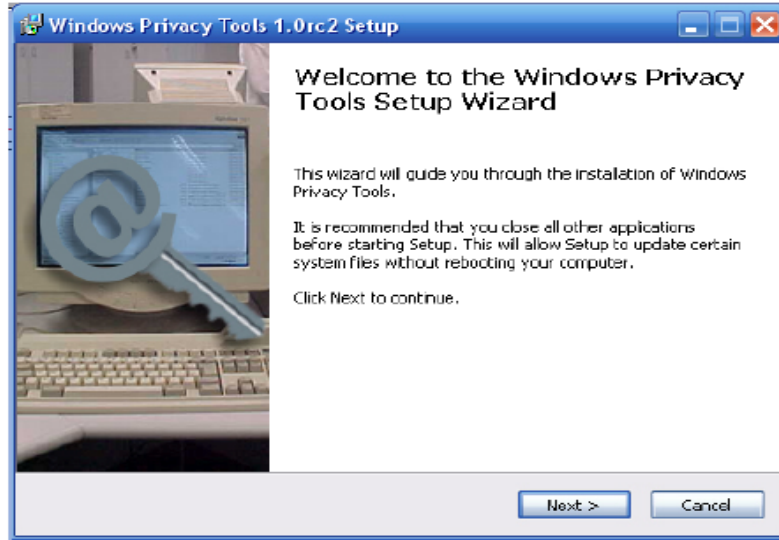 Windows Privacy Tools 1.0rc2 Setup
Welcome to the Windows Privacy
Tools Setup Wizard
This wizard will guide you through the installation of Windows
Privacy Tools.
It is recommended that you close all other applications
before starting Setup. This will allow Setup to update certain
system files without rebooting your computer.
Click Next to continue.
Next >
Cancel